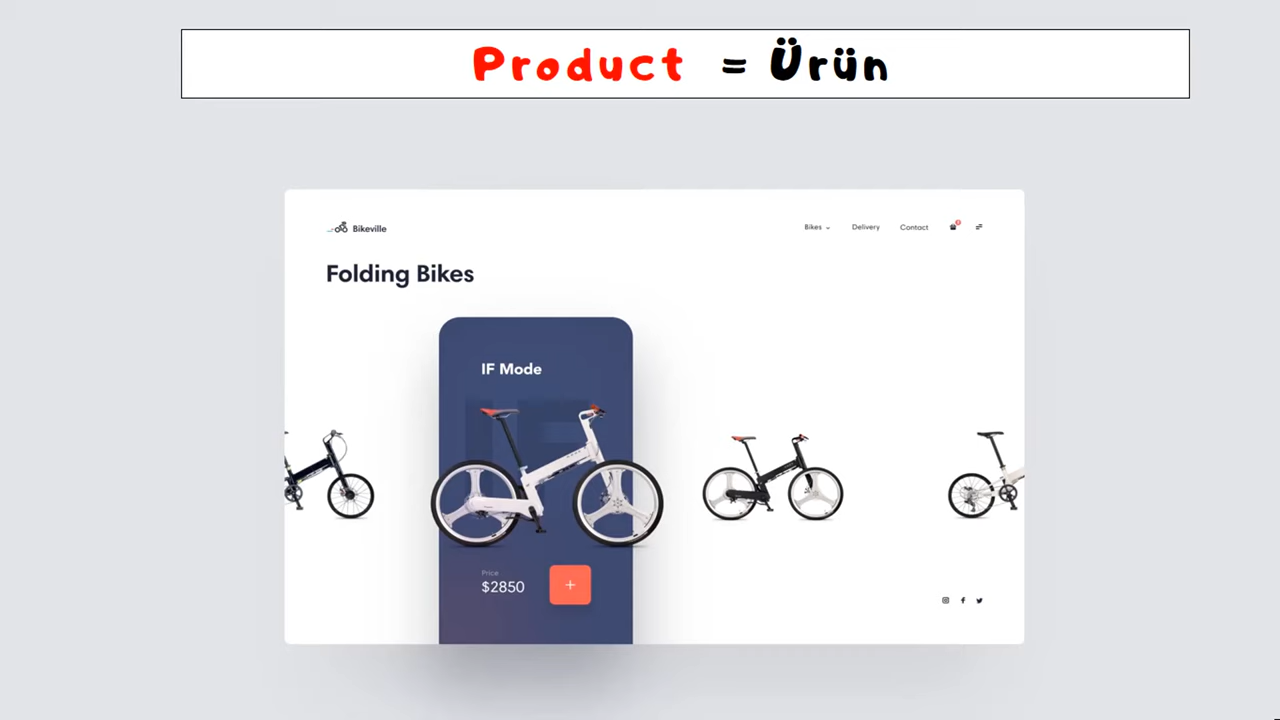 Product = Ürün
Bikeville
Bikes Delivery Contact
Folding Bikes
IF Mode
Price
$2850
+